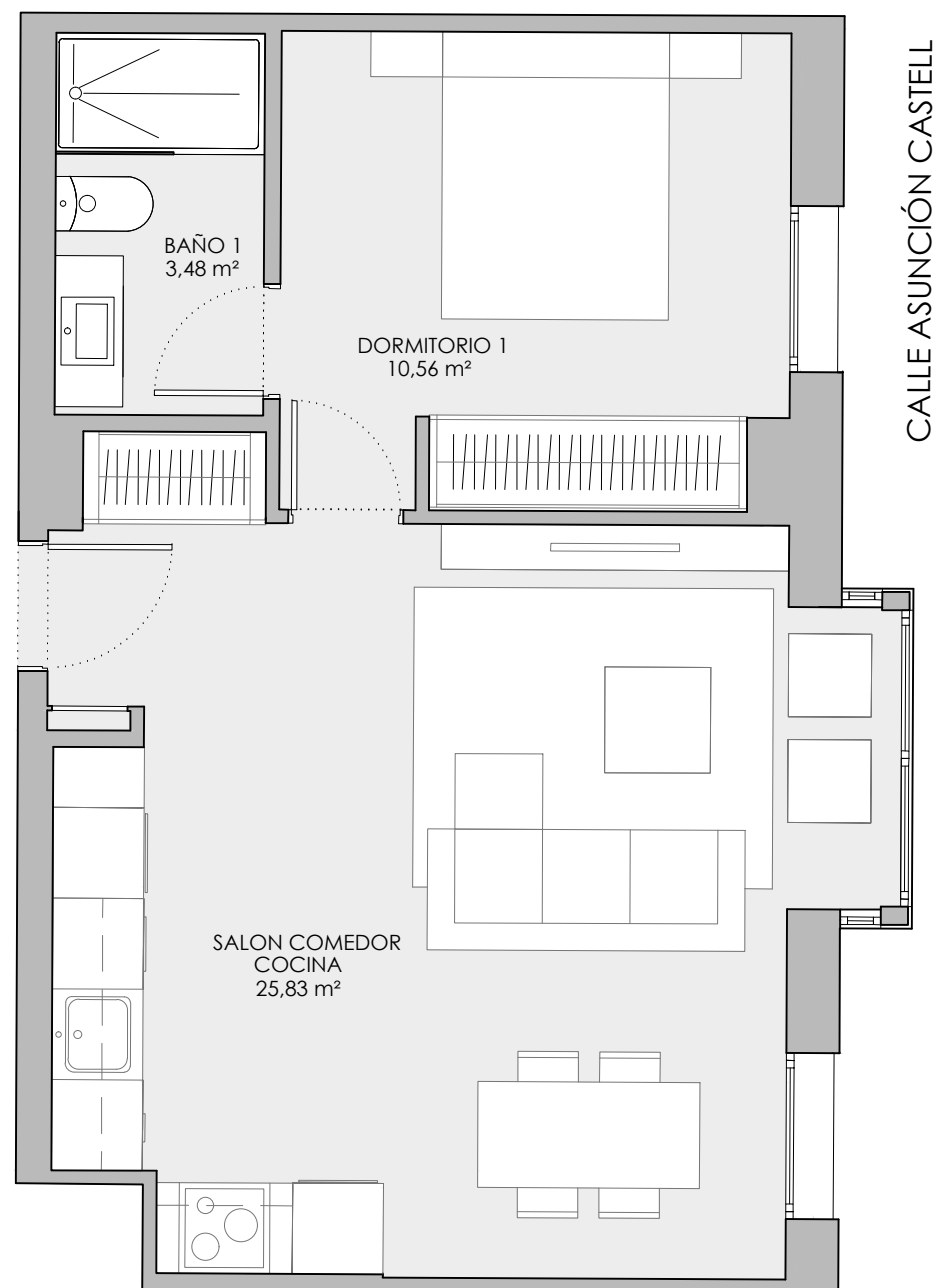 CALLE ASUNCIÓN CASTELL
BAÑO 1
3,48 m²
DORMITORIO 1
10,56 m²
SALON COMEDOR
COCINA
25,83 m²